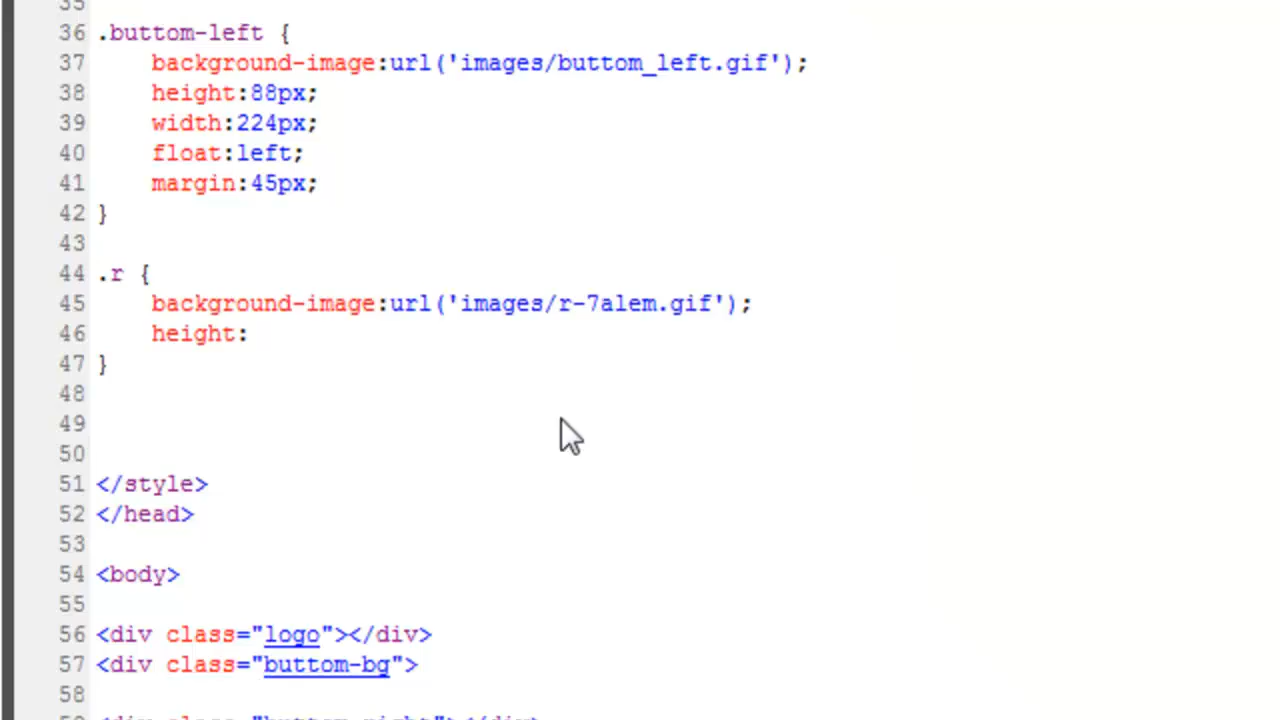 35
36 .buttom-left {
37 background-image:url('images/buttom_left.gif');
38 height:88px;
39 width:224px;
40 float:left;
41 margin:45px;
42 }
43
44 .r {
45 background-image:url('images/r-7alem.gif');
46 height:
47 }
48
49
50
51 </style>
52 </head>
53
54 <body>
55
56 <div class="logo"></div>
57 <div class="buttom-bg">
58